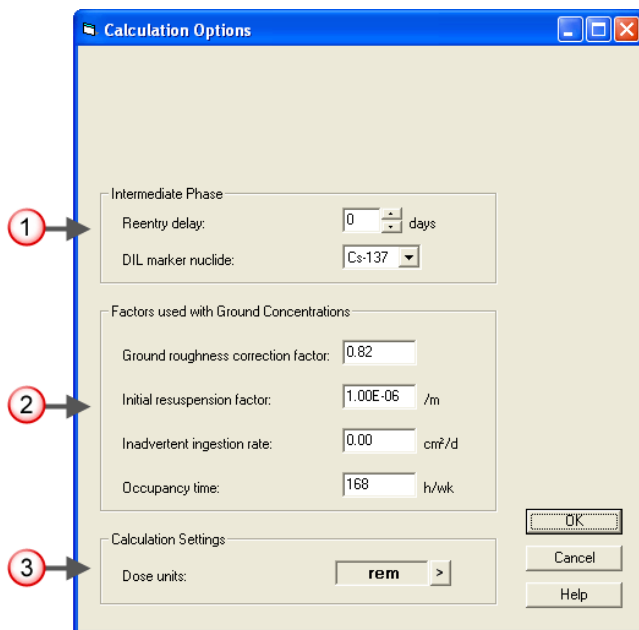 Calculation Options
Intermediate Phase
1
Reentry delay: 0 days
DIL marker nuclide: Cs-137
Factors used with Ground Concentrations
Ground roughness correction factor: 0.82
2
Initial resuspension factor: 1.00E-06 /m
Inadvertent ingestion rate: 0.00 cm²/d
Occupancy time: 168 h/wk
OK
Calculation Settings
Cancel
3
Dose units: rem >
Help